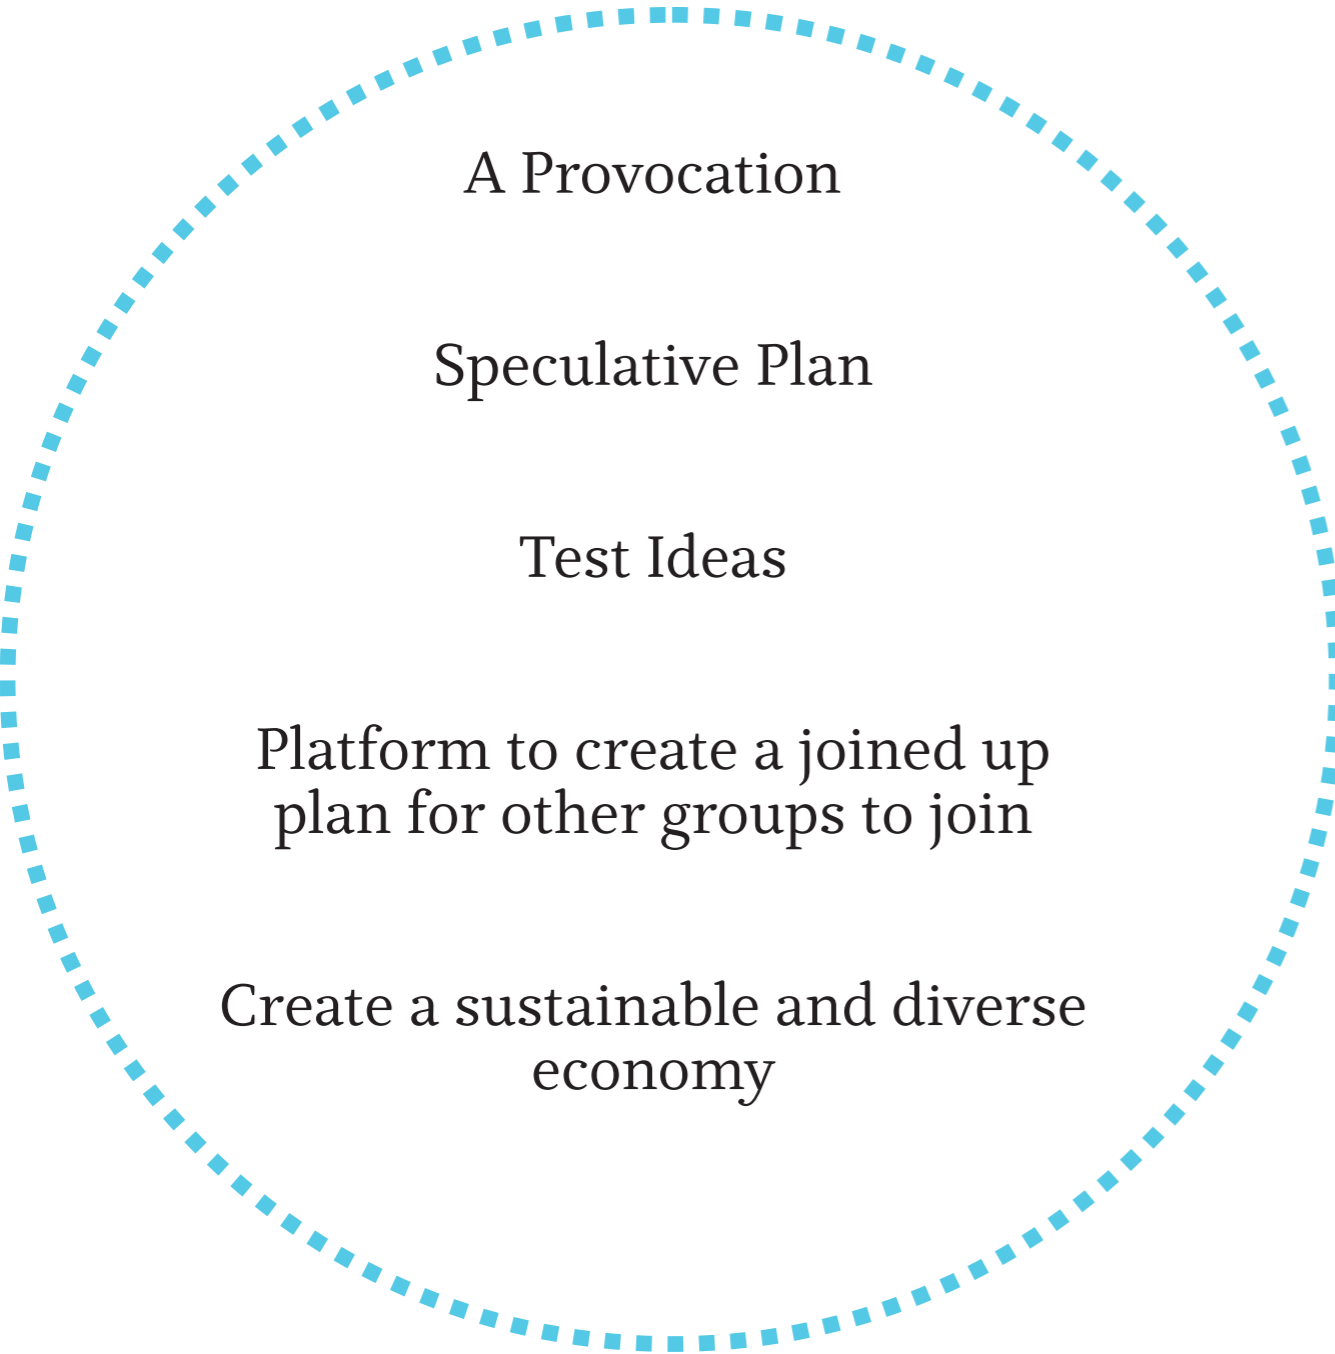 A Provocation
Speculative Plan
Test Ideas
Platform to create a joined up
plan for other groups to join
Create a sustainable and diverse
economy